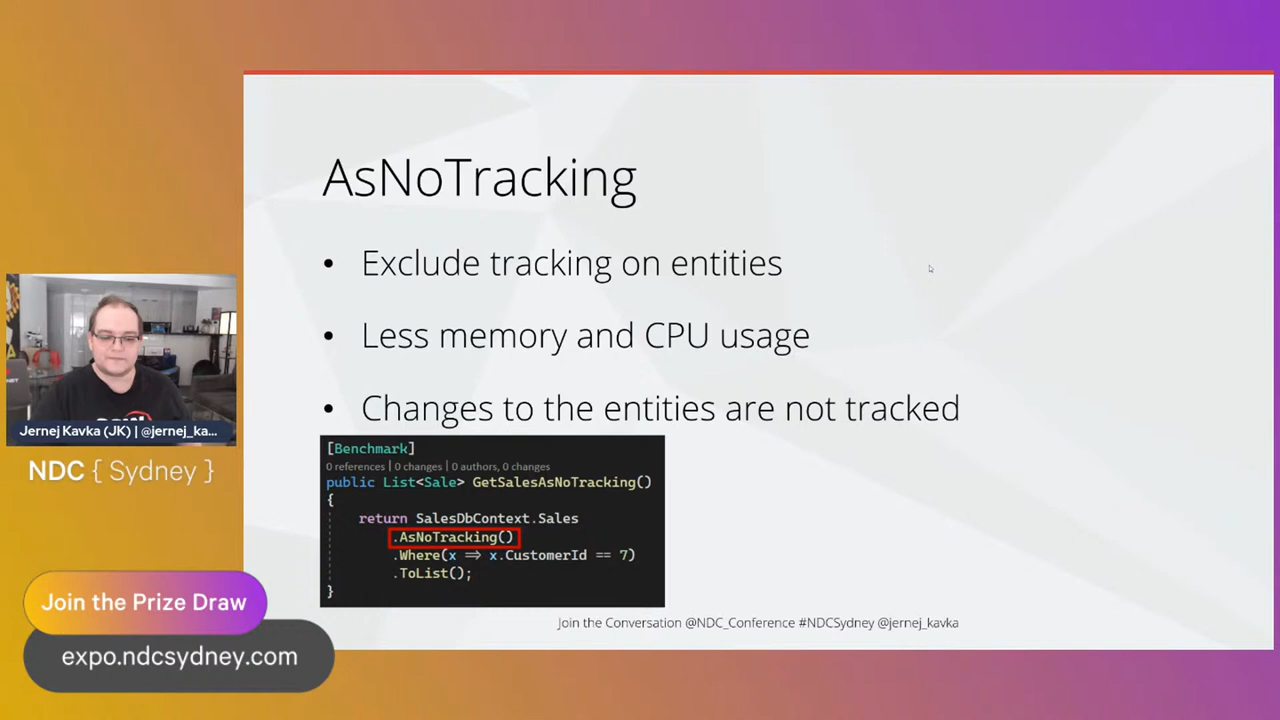 AsNoTracking
• Exclude tracking on entities
• Less memory and CPU usage
• Changes to the entities are not tracked
[Benchmark]
0 references | 0 changes | 0 authors, 0 changes
public List<Sale> GetSalesAsNoTracking()
{
return SalesDbContext.Sales
.AsNoTracking()
.Where(x => x.CustomerId == 7)
.ToList();
}
Join the Conversation @NDC_Conference #NDCSydney @jernej_kavka
Jernej Kavka (JK) | @jernej_ka...
NDC { Sydney }
Join the Prize Draw
expo.ndcsydney.com